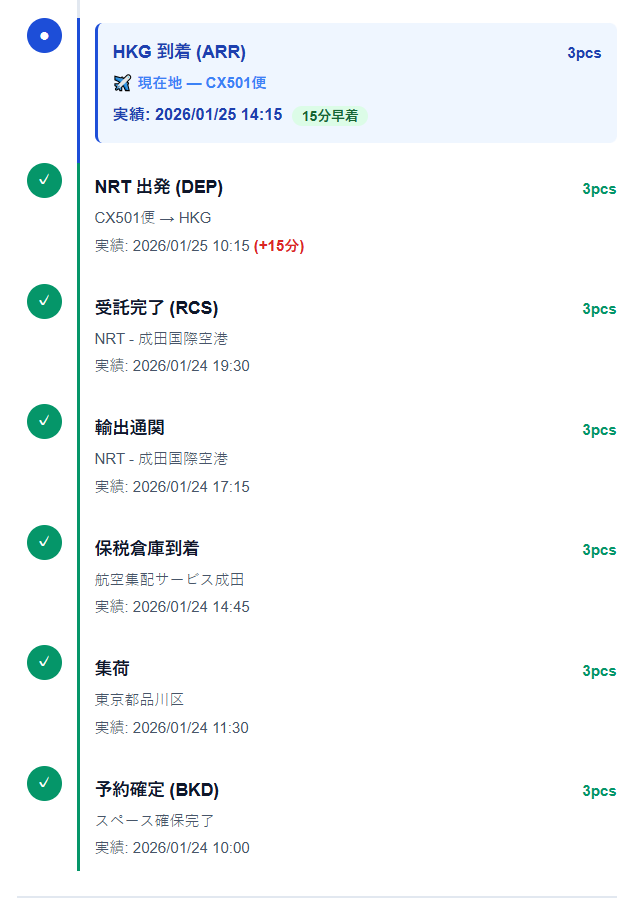 HKG 到着 (ARR) 3pcs
✈️ 現在地 — CX501便
実績: 2026/01/25 14:15 15分早着
NRT 出発 (DEP) 3pcs
CX501便 → HKG
実績: 2026/01/25 10:15 (+15分)
受託完了 (RCS) 3pcs
NRT - 成田国際空港
実績: 2026/01/24 19:30
輸出通関 3pcs
NRT - 成田国際空港
実績: 2026/01/24 17:15
保税倉庫到着 3pcs
航空集配サービス成田
実績: 2026/01/24 14:45
集荷 3pcs
東京都品川区
実績: 2026/01/24 11:30
予約確定 (BKD) 3pcs
スペース確保完了
実績: 2026/01/24 10:00